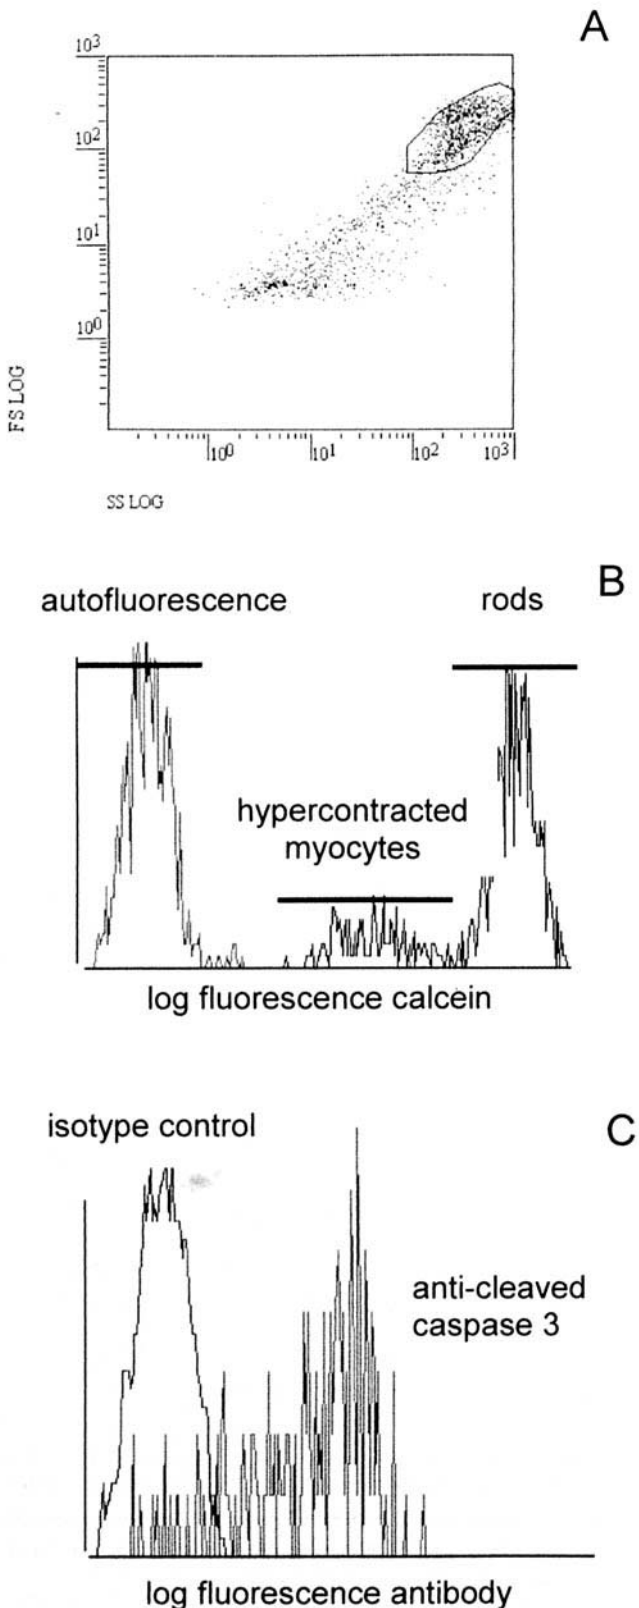 A
10³
10²
10¹
10⁰
FS LOG
10⁰ 10¹ 10² 10³
SS LOG
B
autofluorescence rods
hypercontracted
myocytes
log fluorescence calcein
C
isotype control
anti-cleaved
caspase 3
log fluorescence antibody